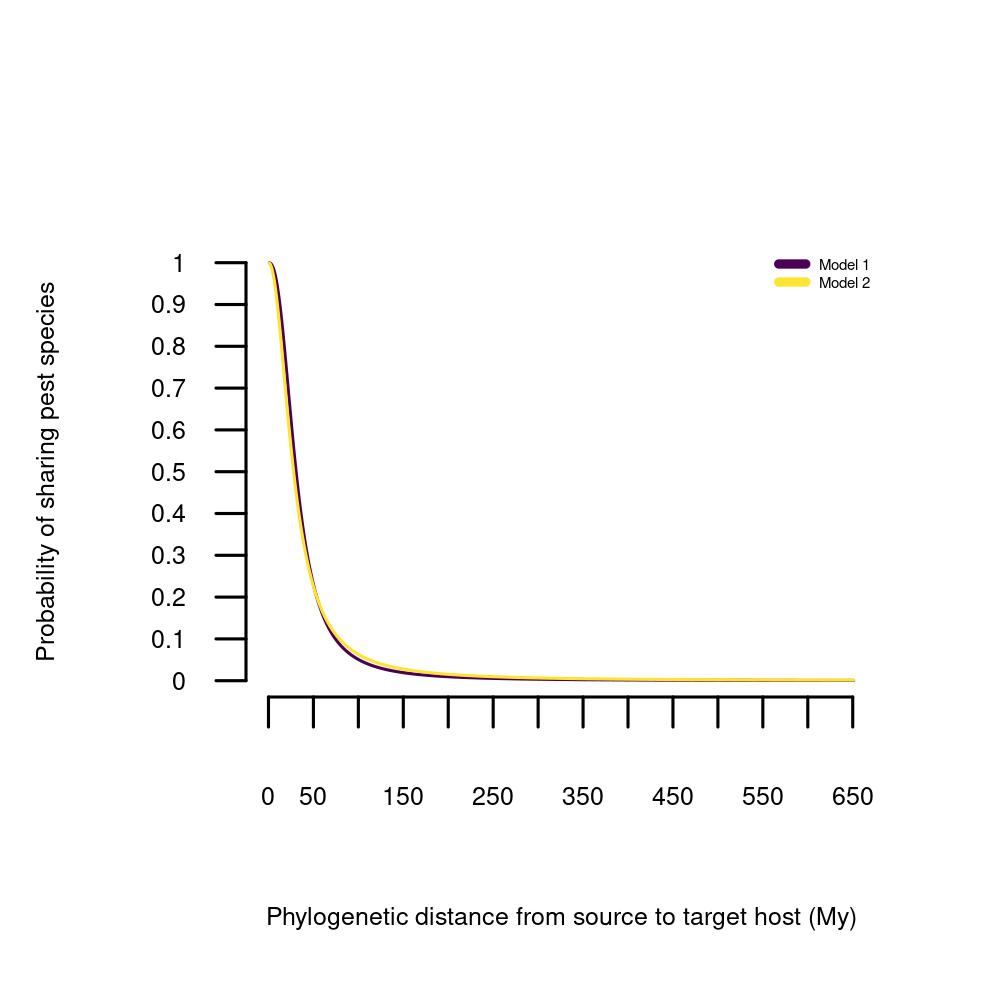 Model 1
Model 2
Probability of sharing pest species
1
0.9
0.8
0.7
0.6
0.5
0.4
0.3
0.2
0.1
0
0 50 150 250 350 450 550 650
Phylogenetic distance from source to target host (My)